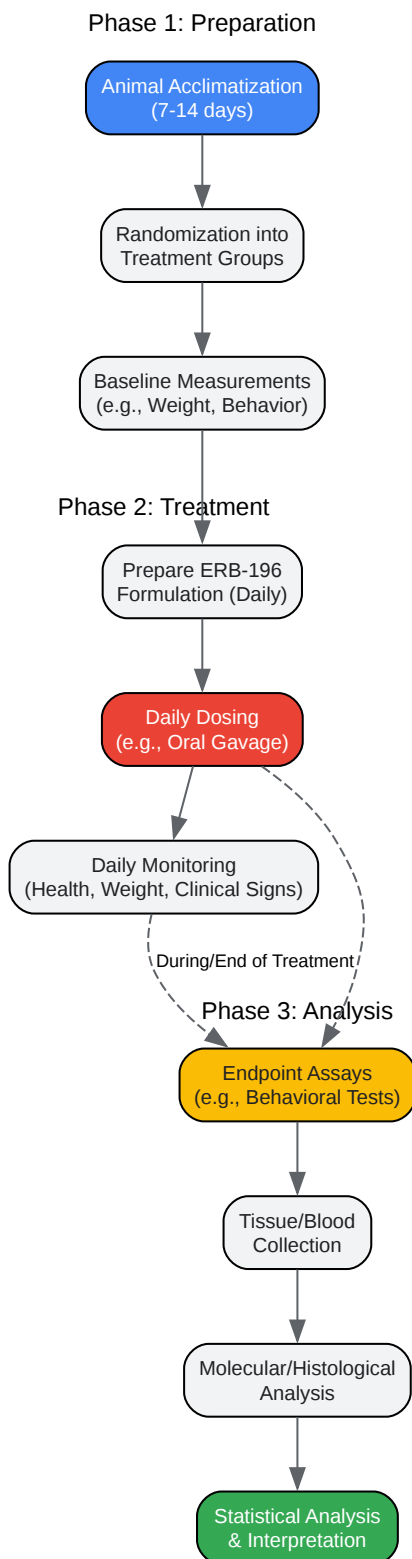 Phase 1: Preparation
Animal Acclimatization
(7-14 days)
Randomization into
Treatment Groups
Baseline Measurements
(e.g., Weight, Behavior)
Phase 2: Treatment
Prepare ERB-196
Formulation (Daily)
Daily Dosing
(e.g., Oral Gavage)
Daily Monitoring
(Health, Weight, Clinical Signs)
During/End of Treatment
Phase 3: Analysis
Endpoint Assays
(e.g., Behavioral Tests)
Tissue/Blood
Collection
Molecular/Histological
Analysis
Statistical Analysis
& Interpretation